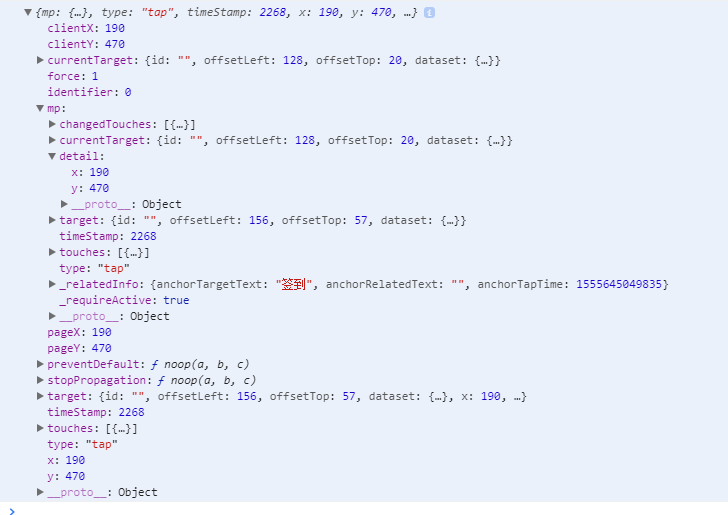 ▼{mp: {…}, type: "tap", timeStamp: 2268, x: 190, y: 470, …} i
clientX: 190
clientY: 470
▶currentTarget: {id: "", offsetLeft: 128, offsetTop: 20, dataset: {…}}
force: 1
identifier: 0
▼mp:
▶changedTouches: [{…}]
▶currentTarget: {id: "", offsetLeft: 128, offsetTop: 20, dataset: {…}}
▼detail:
x: 190
y: 470
▶__proto__: Object
▶target: {id: "", offsetLeft: 156, offsetTop: 57, dataset: {…}}
timeStamp: 2268
▶touches: [{…}]
type: "tap"
▶_relatedInfo: {anchorTargetText: "签到", anchorRelatedText: "", anchorTapTime: 1555645049835}
_requireActive: true
▶__proto__: Object
pageX: 190
pageY: 470
▶preventDefault: ƒ noop(a, b, c)
▶stopPropagation: ƒ noop(a, b, c)
▶target: {id: "", offsetLeft: 156, offsetTop: 57, dataset: {…}, x: 190, …}
timeStamp: 2268
▶touches: [{…}]
type: "tap"
x: 190
y: 470
▶__proto__: Object